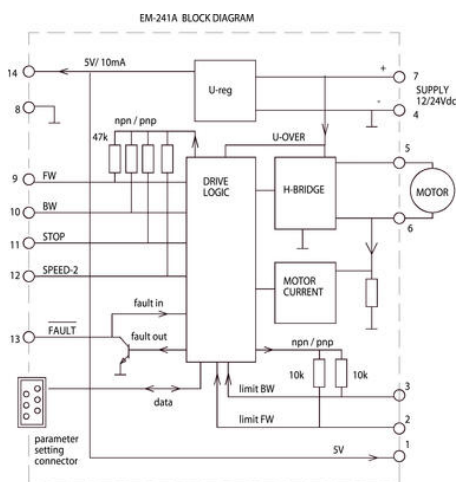 EM-241A BLOCK DIAGRAM
5V/ 10mA
14
U-reg
+
7
SUPPLY
12/24Vdc
8
-
4
npn / pnp
U-OVER
47k
5
9
FW
DRIVE
LOGIC
H-BRIDGE
MOTOR
10
BW
6
11
STOP
12
SPEED-2
MOTOR
CURRENT
fault in
13
FAULT
fault out
npn / pnp
10k
10k
limit BW
3
data
limit FW
2
parameter
setting
connector
5V
1